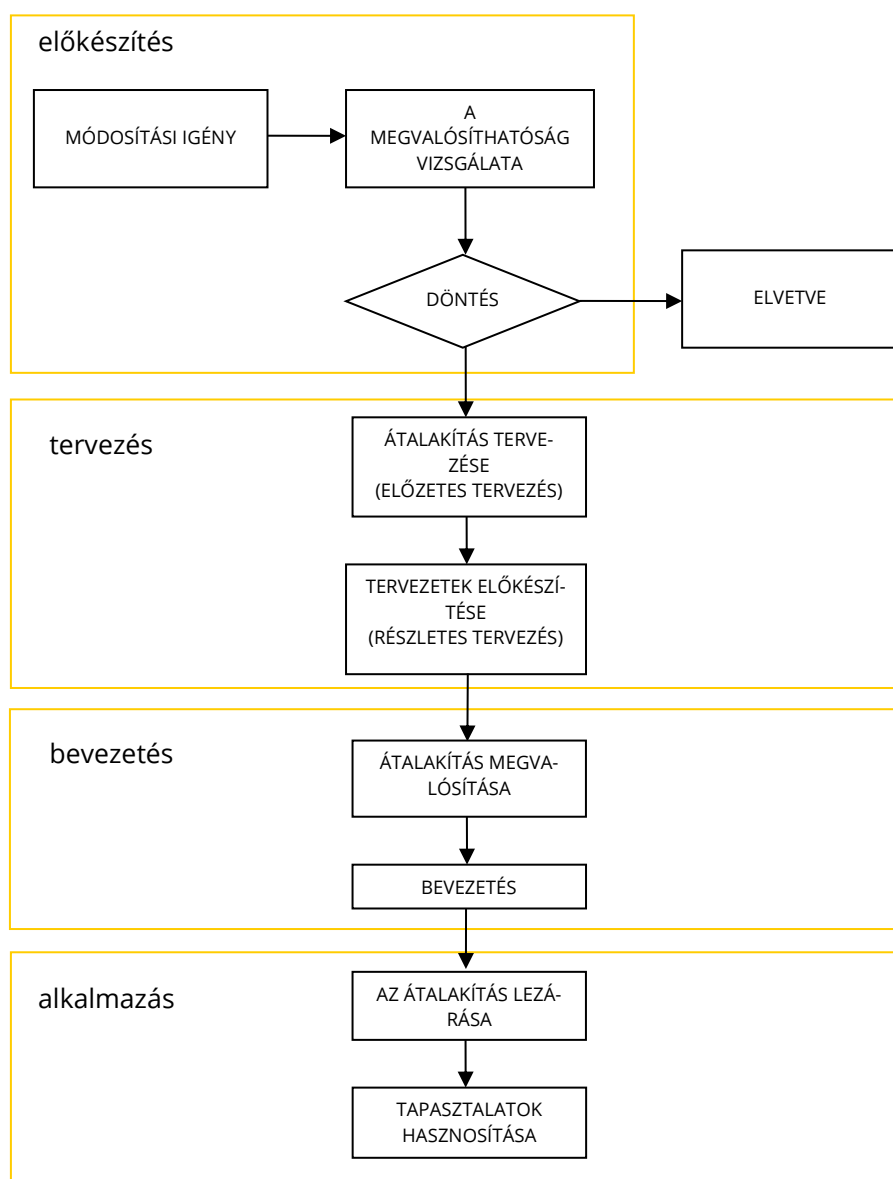 előkészítés
MÓDOSÍTÁSI IGÉNY
A
MEGVALÓSÍTHATÓSÁG
VIZSGÁLATA
DÖNTÉS
ELVETVE
tervezés
ÁTALAKÍTÁS TERVE-
ZÉSE
(ELŐZETES TERVEZÉS)
TERVEZETEK ELŐKÉSZÍ-
TÉSE
(RÉSZLETES TERVEZÉS)
bevezetés
ÁTALAKÍTÁS MEGVA-
LÓSÍTÁSA
BEVEZETÉS
alkalmazás
AZ ÁTALAKÍTÁS LEZÁ-
RÁSA
TAPASZTALATOK
HASZNOSÍTÁSA